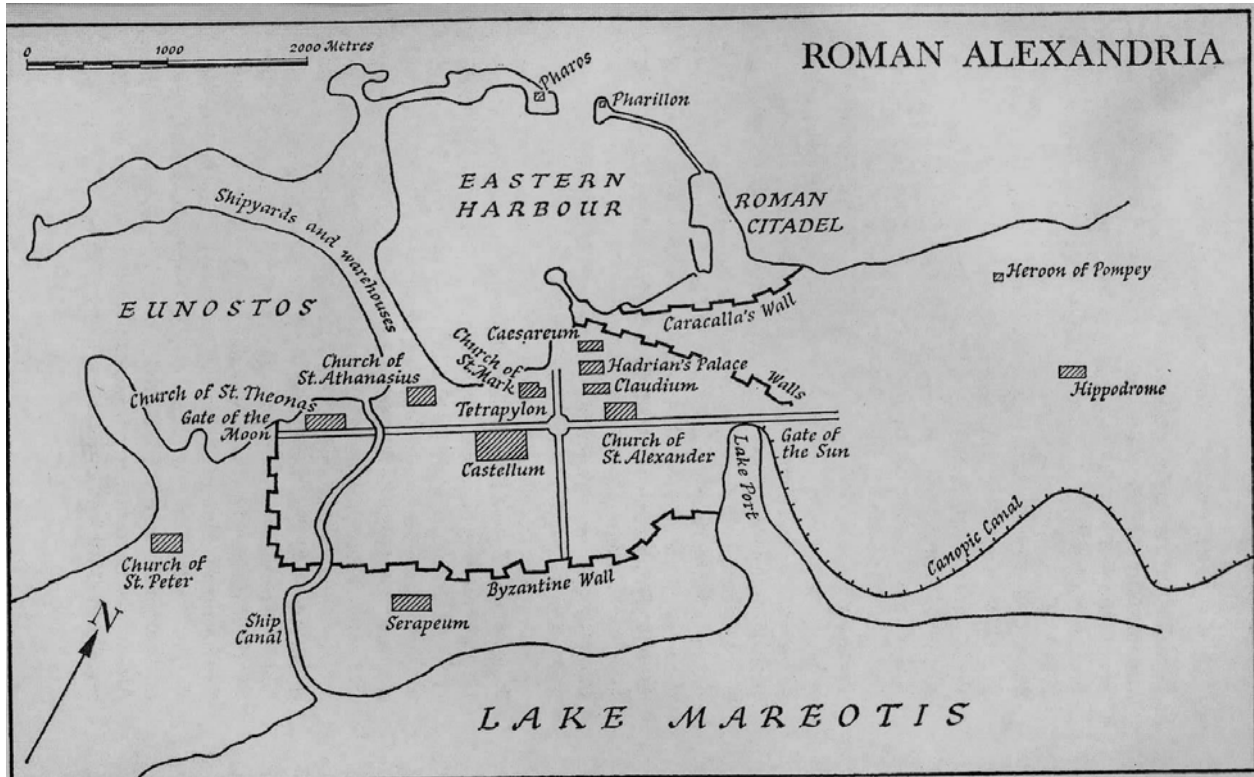 0 1000 2000 Metres
ROMAN ALEXANDRIA
Pharos
Pharillon
EASTERN
HARBOUR
ROMAN
CITADEL
Shipyards and warehouses
Heroon of Pompey
EUNOSTOS
Caracalla's Wall
Caesareum
Church of
St. Mark
Hadrian's Palace
Claudium
Walls
Hippodrome
Church of
St. Athanasius
Church of St. Theonas
Tetrapylon
Gate of the
Moon
Castellum
Church of
St. Alexander
Gate of
the Sun
Lake Port
Canopic Canal
Church of
St. Peter
Byzantine Wall
N
Ship
Canal
Serapeum
LAKE MAREOTIS